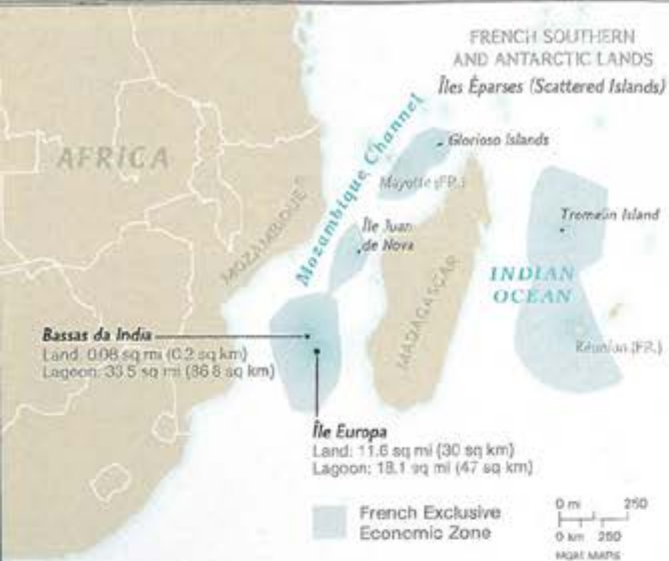 FRENCH SOUTHERN
AND ANTARCTIC LANDS
Îles Éparses (Scattered Islands)
AFRICA
Mozambique Channel
Glorioso Islands
Mayotte (FR.)
MOZAMBIQUE
Île Juan
de Nova
Tromelin Island
INDIAN
OCEAN
MADAGASCAR
Réunion (FR.)
Bassas da India
Land: 0.08 sq mi (0.2 sq km)
Lagoon: 33.5 sq mi (86.8 sq km)
Île Europa
Land: 11.6 sq mi (30 sq km)
Lagoon: 18.1 sq mi (47 sq km)
French Exclusive
Economic Zone
0 mi 250
0 km 250
MAPS